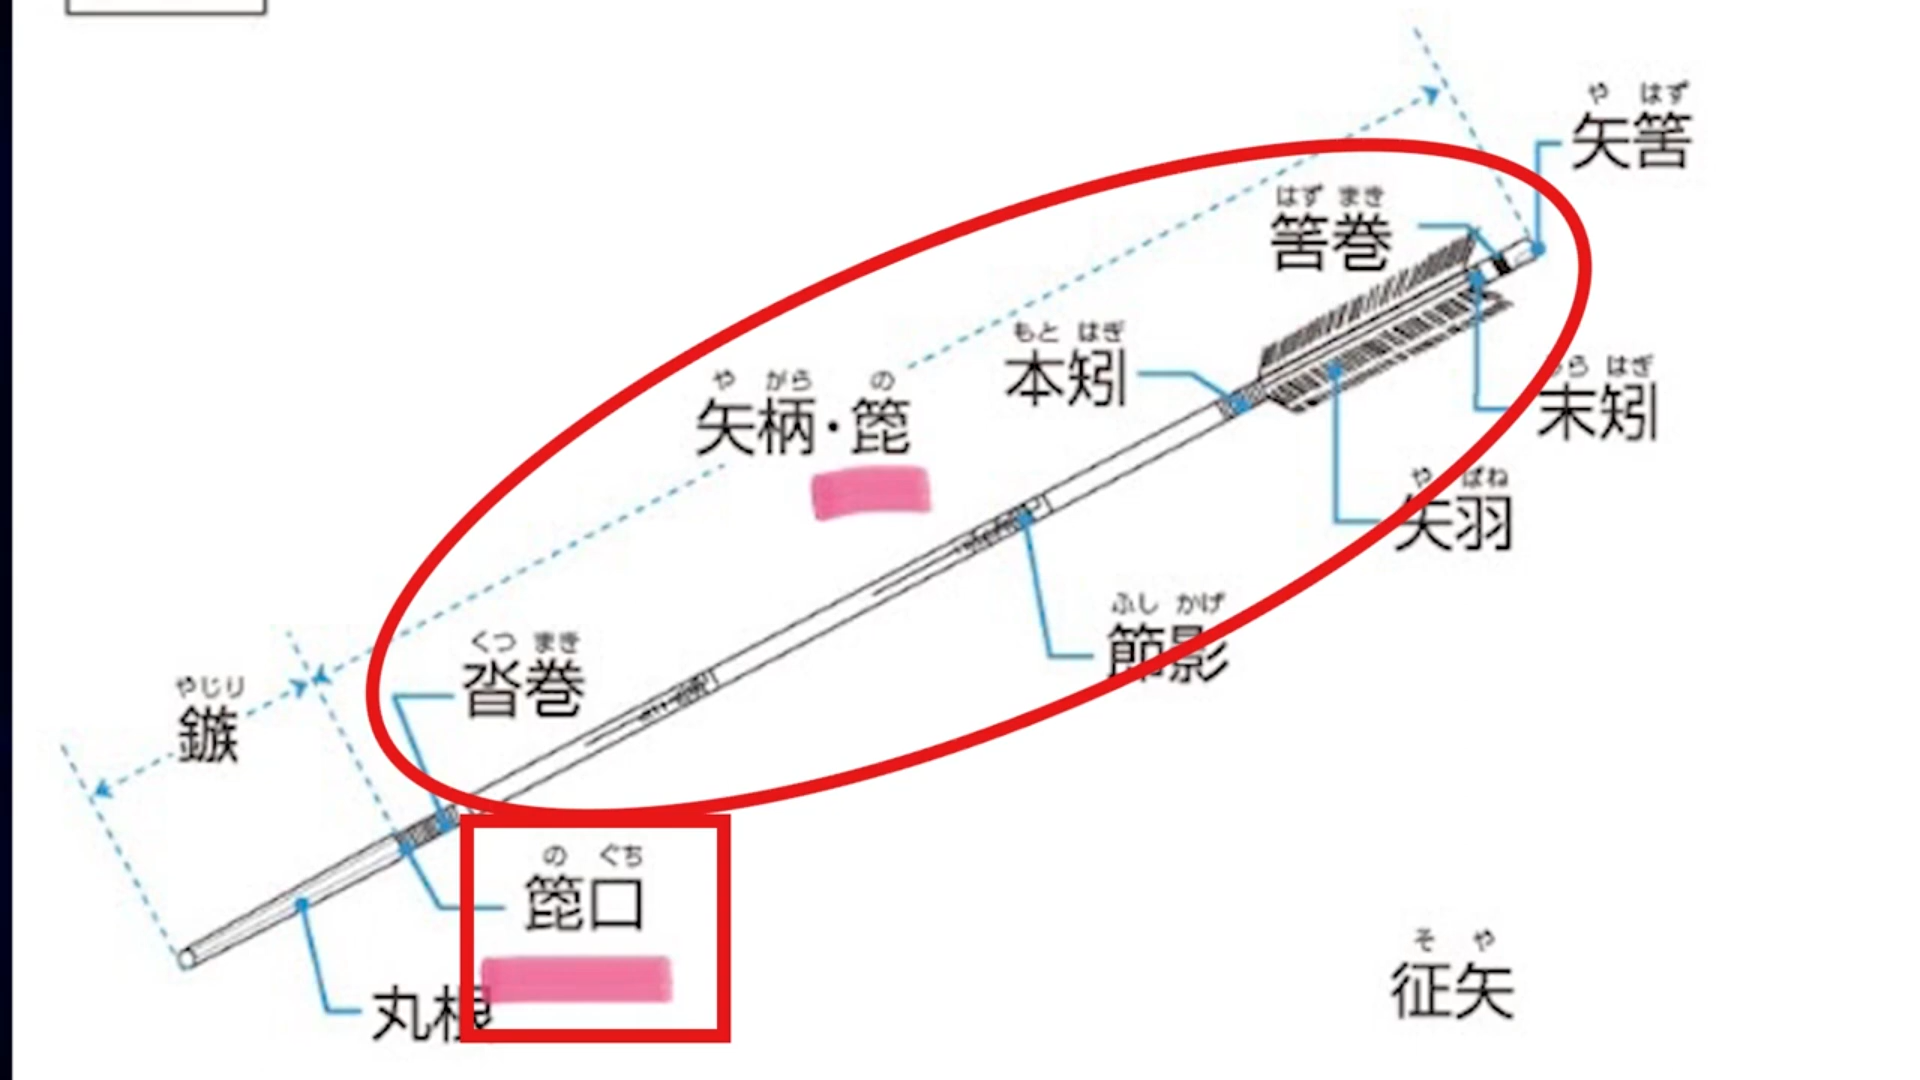 や はず
矢筈
はず まき
筈巻
もと はぎ
本矧
うら はぎ
末矧
や がら の
矢柄・箆
や ばね
矢羽
ふし かげ
節影
くつ まき
沓巻
やじり
鏃
の ぐち
箆口
丸根
そ や
征矢